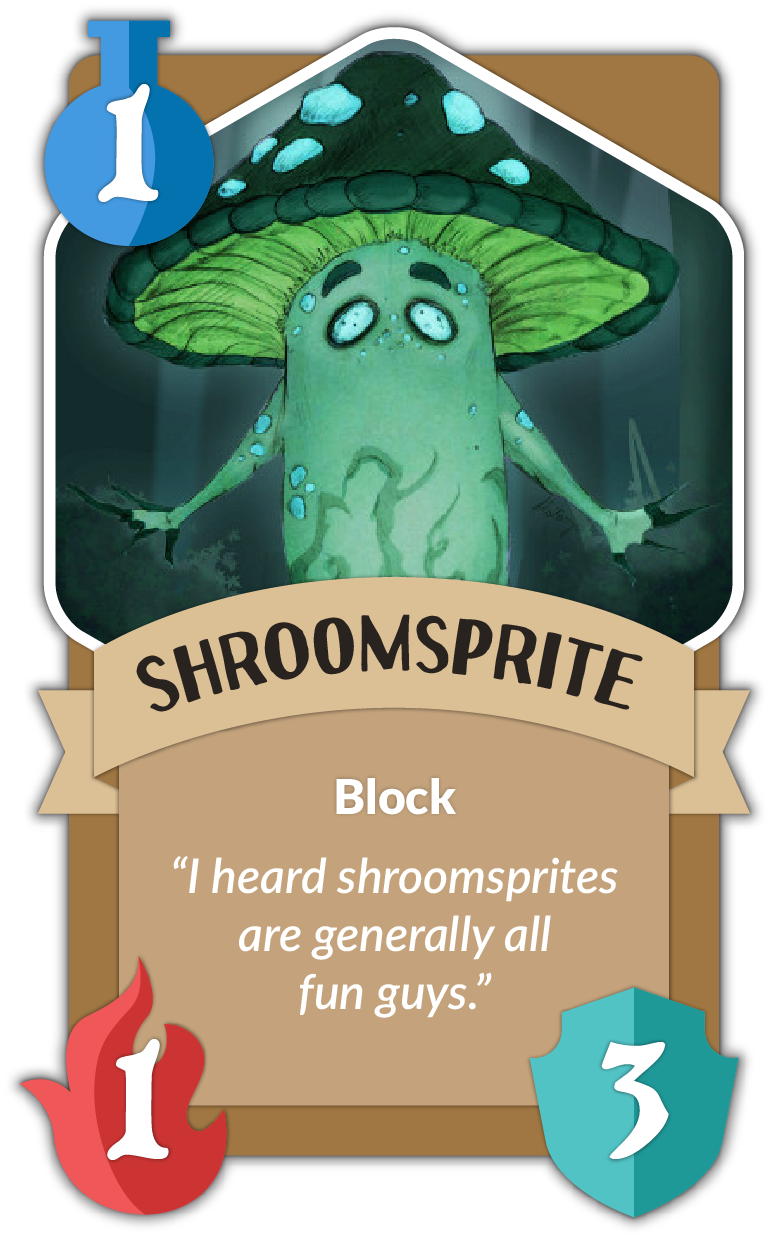 1
SHROOMSPRITE
Block
“I heard shroomsprites
are generally all
fun guys.”
1
3